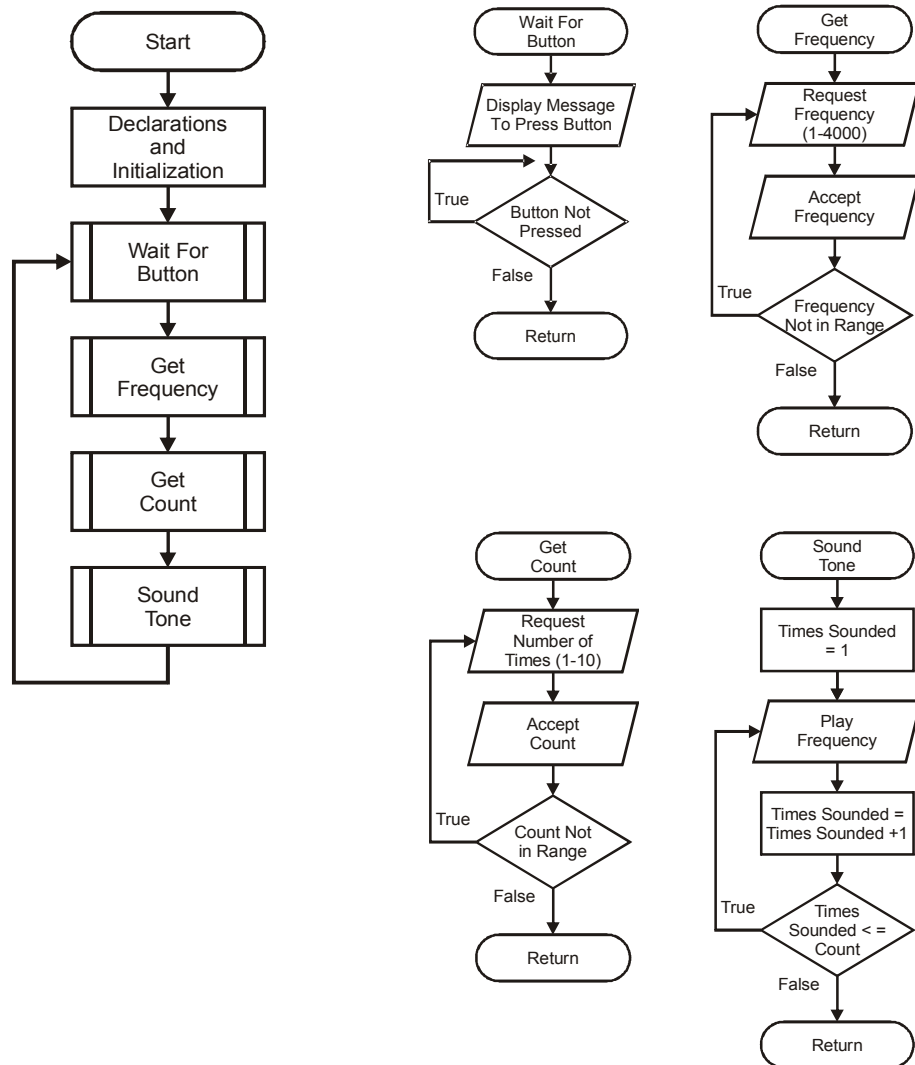 Start
Declarations
and
Initialization
Wait For
Button
Get
Frequency
Get
Count
Sound
Tone
Wait For
Button
Display Message
To Press Button
True
Button Not
Pressed
False
Return
Get
Frequency
Request
Frequency
(1-4000)
Accept
Frequency
True
Frequency
Not in Range
False
Return
Get
Count
Request
Number of
Times (1-10)
Accept
Count
True
Count Not
in Range
False
Return
Sound
Tone
Times Sounded
= 1
Play
Frequency
Times Sounded =
Times Sounded +1
True
Times
Sounded < =
Count
False
Return